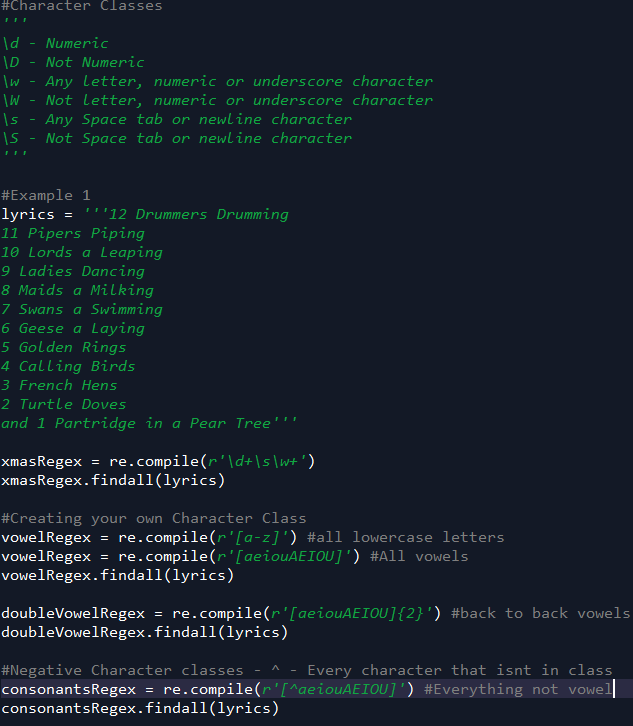 #Character Classes
'''
\d - Numeric
\D - Not Numeric
\w - Any letter, numeric or underscore character
\W - Not letter, numeric or underscore character
\s - Any Space tab or newline character
\S - Not Space tab or newline character
'''
#Example 1
lyrics = '''12 Drummers Drumming
11 Pipers Piping
10 Lords a Leaping
9 Ladies Dancing
8 Maids a Milking
7 Swans a Swimming
6 Geese a Laying
5 Golden Rings
4 Calling Birds
3 French Hens
2 Turtle Doves
and 1 Partridge in a Pear Tree'''
xmasRegex = re.compile(r'\d+\s\w+')
xmasRegex.findall(lyrics)
#Creating your own Character Class
vowelRegex = re.compile(r'[a-z]') #all lowercase letters
vowelRegex = re.compile(r'[aeiouAEIOU]') #All vowels
vowelRegex.findall(lyrics)
doubleVowelRegex = re.compile(r'[aeiouAEIOU]{2}') #back to back vowels
doubleVowelRegex.findall(lyrics)
#Negative Character classes - ^ - Every character that isnt in class
consonantsRegex = re.compile(r'[^aeiouAEIOU]') #Everything not vowel
consonantsRegex.findall(lyrics)